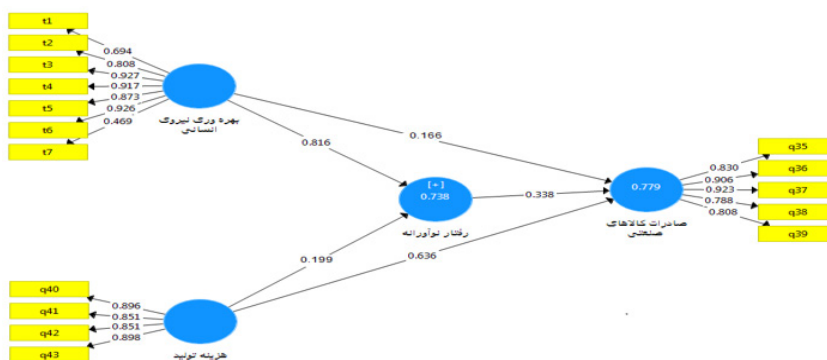 t1
t2
t3
t4
t5
t6
t7
0.694
0.808
0.927
0.917
0.873
0.926
0.469
بهره وری نیروی
انسانی
0.816
0.166
[+]
0.738
رفتار نوآورانه
0.338
0.779
صادرات کالاهای
صنعتی
0.830
0.906
0.923
0.788
0.808
q35
q36
q37
q38
q39
0.199
0.636
q40
q41
q42
q43
0.896
0.851
0.851
0.898
هزینه تولید